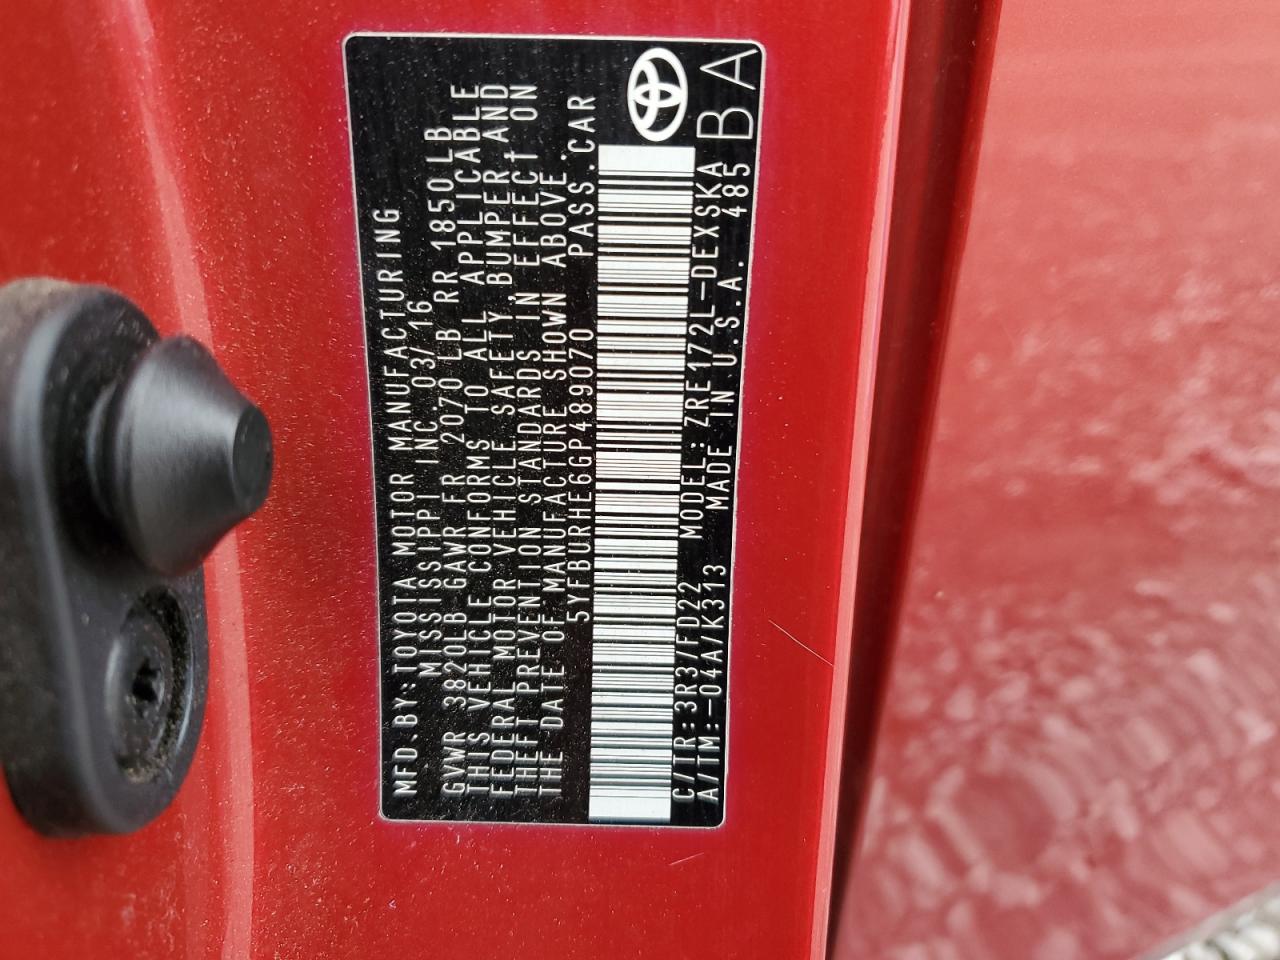 MFD.BY:TOYOTA MOTOR MANUFACTURING
MISSISSIPPI INC 03/16
GVWR 3820LB GAWR FR 2070LB RR 1850LB
THIS VEHICLE CONFORMS TO ALL APPLICABLE
FEDERAL MOTOR VEHICLE SAFETY, BUMPER, AND
THEFT PREVENTION STANDARDS IN EFFECT ON
THE DATE OF MANUFACTURE SHOWN ABOVE.
5YFBURHE6GP489070 PASS.CAR
C/TR:3R3/FD22 MODEL: ZRE172L-DEXSKA
A/TM:-04A/K313 MADE IN U.S.A. 485
BA